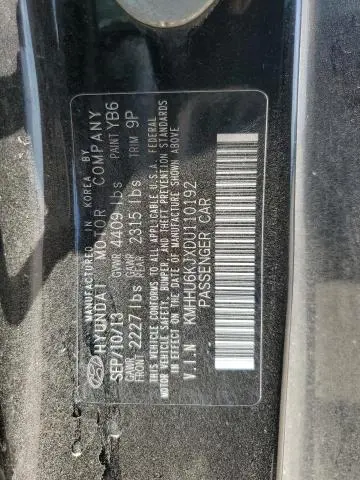 MANUFACTURED IN KOREA BY
HYUNDAI MOTOR COMPANY
SEP/10/13 GVWR 4409 lbs PAINT YB6
GAWR FRONT 2227 lbs GAWR REAR 2315 lbs TRIM 9P
THIS VEHICLE CONFORMS TO ALL APPLICABLE U.S.A. FEDERAL
MOTOR VEHICLE SAFETY, BUMPER, AND THEFT PREVENTION STANDARDS
IN EFFECT ON THE DATE OF MANUFACTURE SHOWN ABOVE.
V.I.N KMHHU6KJXDU110192
PASSENGER CAR